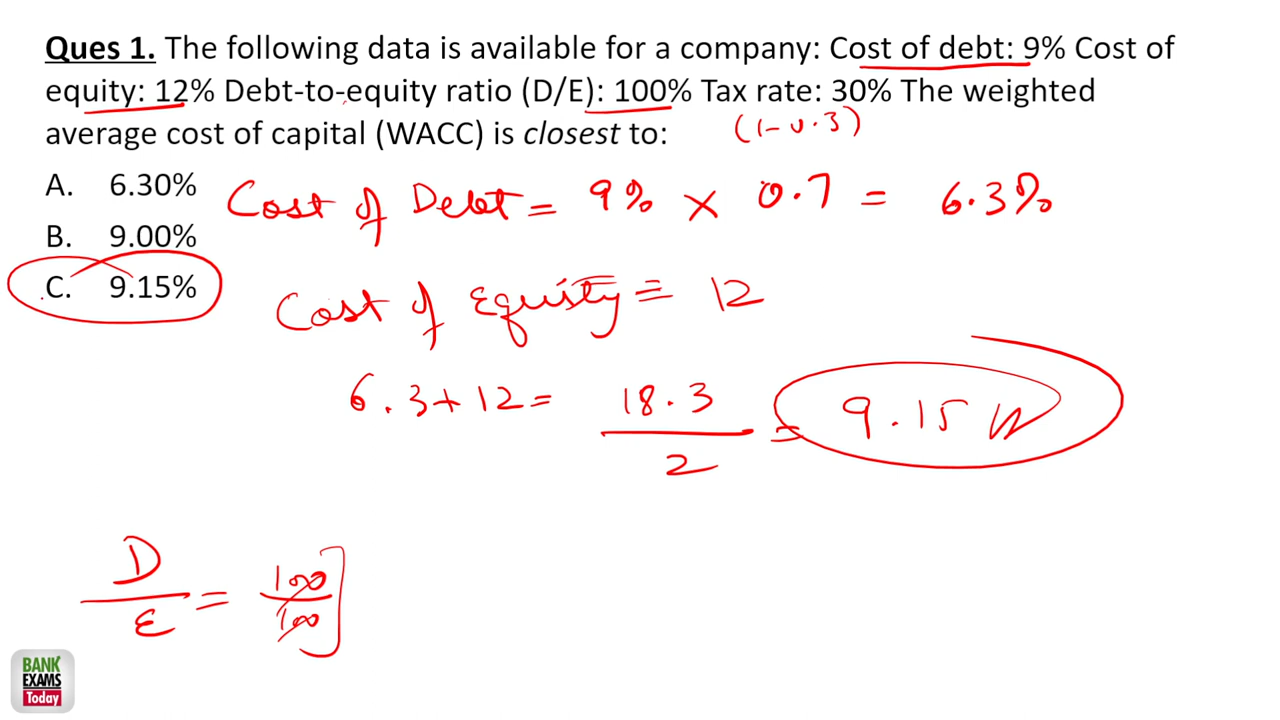 Ques 1. The following data is available for a company: Cost of debt: 9% Cost of
equity: 12% Debt-to-equity ratio (D/E): 100% Tax rate: 30% The weighted
average cost of capital (WACC) is closest to:
(1-0.3)
A. 6.30%
Cost of Debt = 9% × 0.7 = 6.3%
B. 9.00%
C. 9.15%
Cost of Equity = 12
6.3+12= 18.3
2
= 9.15
D
E
= 100
100
BANK
EXAMS
Today